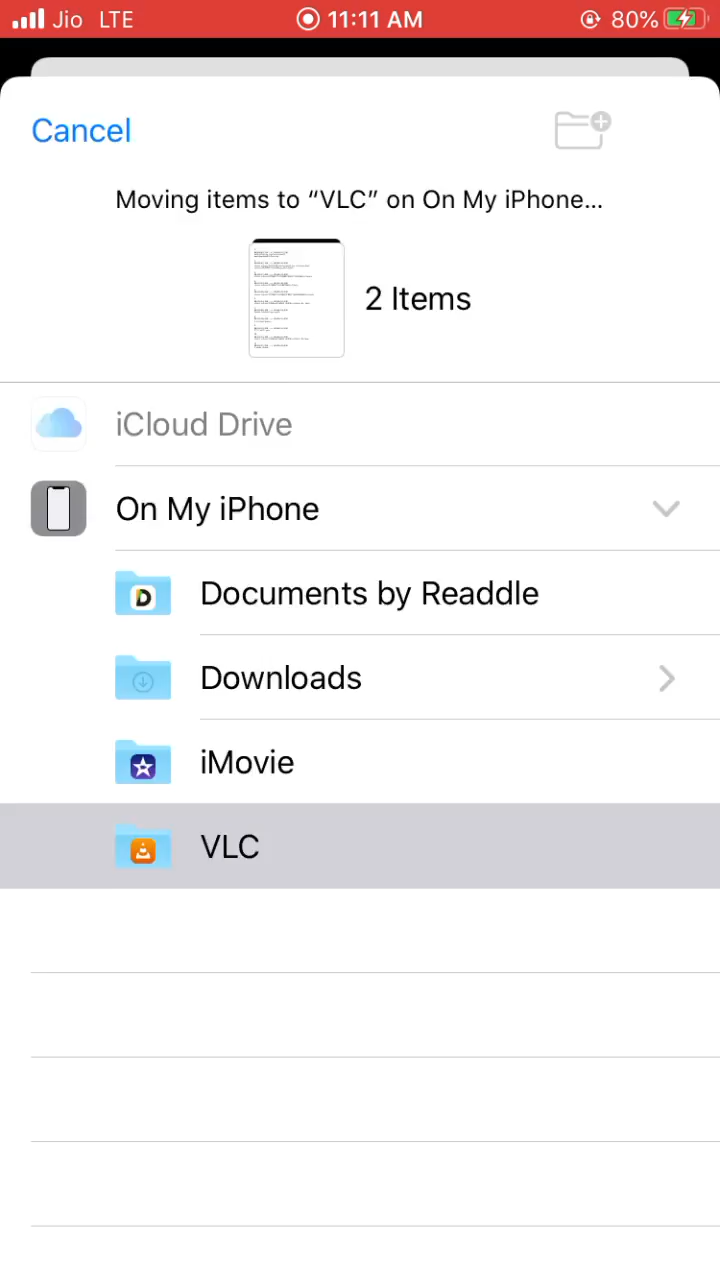 Jio LTE 11:11 AM 80%
Cancel
Moving items to “VLC” on On My iPhone...
2 Items
iCloud Drive
On My iPhone
Documents by Readdle
Downloads
iMovie
VLC